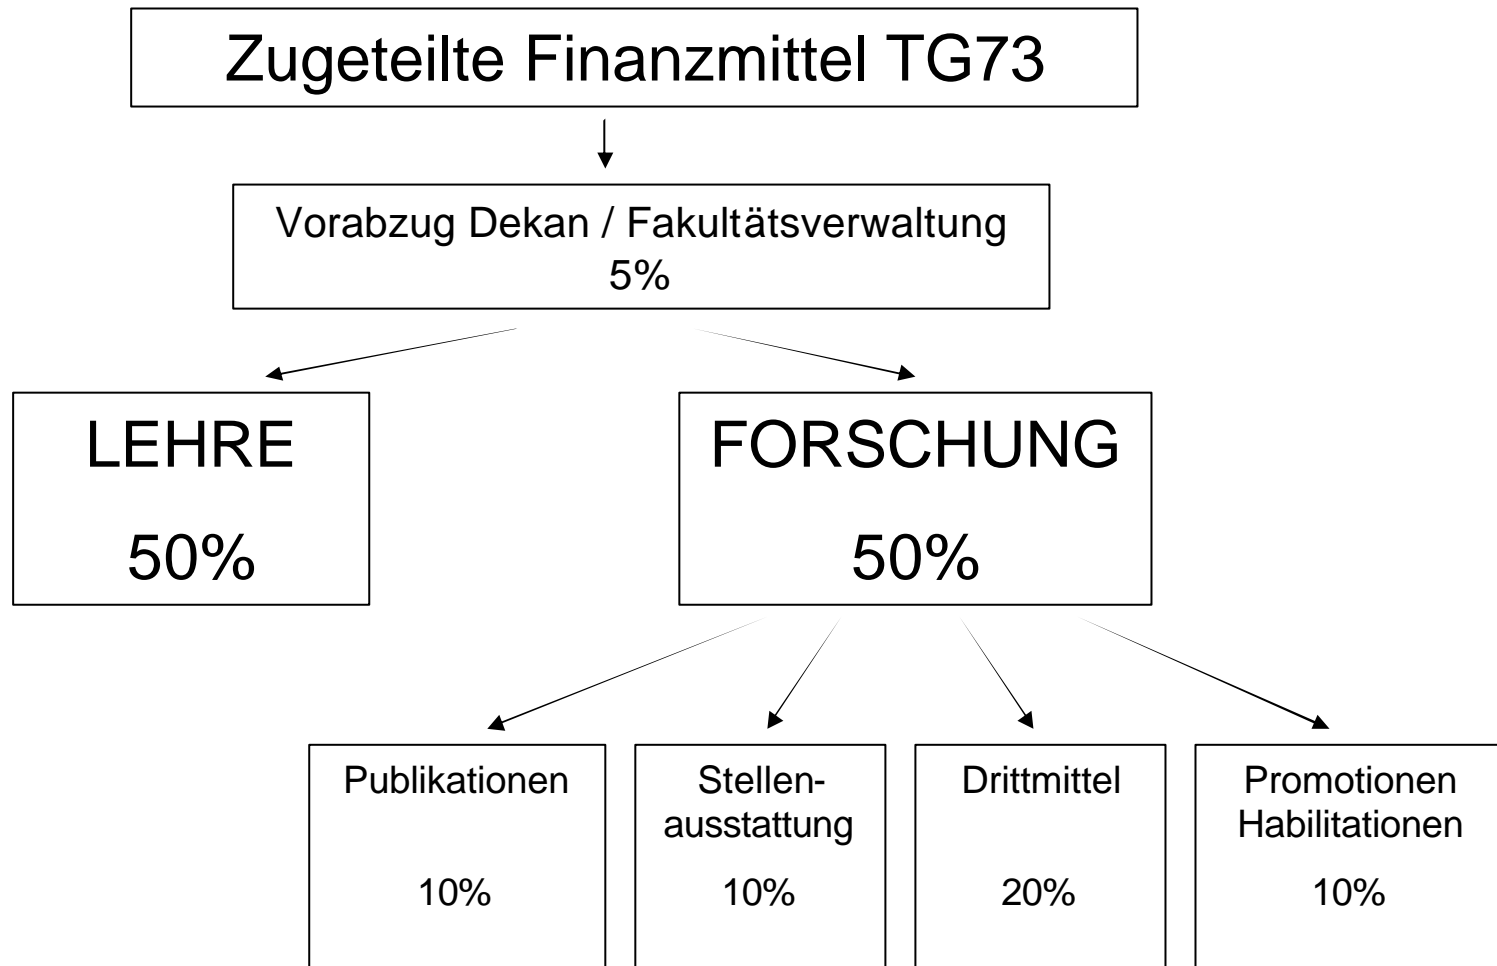 Zugeteilte Finanzmittel TG73
Vorabzug Dekan / Fakultätsverwaltung
5%
LEHRE
50%
FORSCHUNG
50%
Publikationen
10%
Stellen-
ausstattung
10%
Drittmittel
20%
Promotionen
Habilitationen
10%